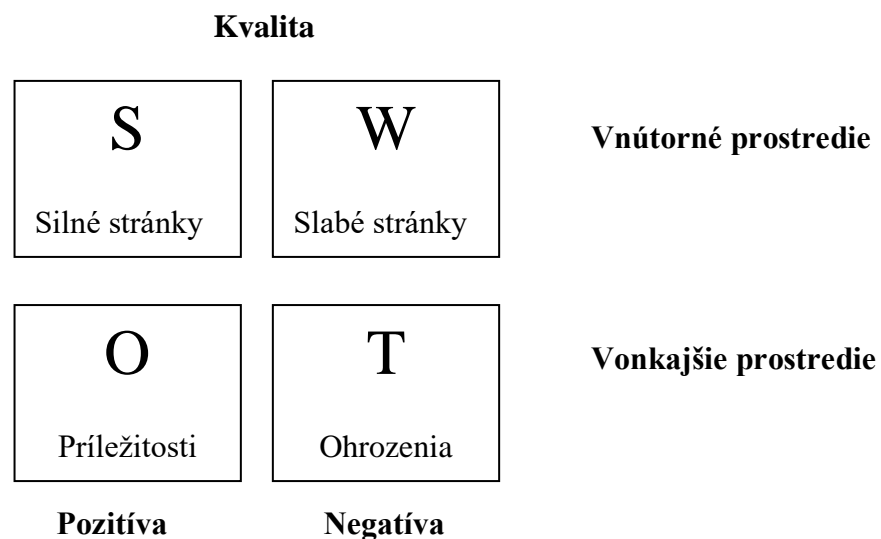 Kvalita
S W
Vnútorné prostredie
Silné stránky Slabé stránky
O T
Vonkajšie prostredie
Príležitosti Ohrozenia
Pozitíva Negatíva